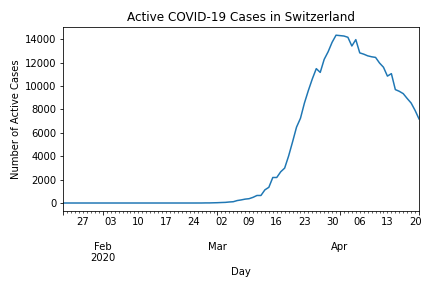 Active COVID-19 Cases in Switzerland
Number of Active Cases
14000
12000
10000
8000
6000
4000
2000
0
27 03 10 17 24 02 09 16 23 30 06 13 20
Feb Mar Apr
2020
Day